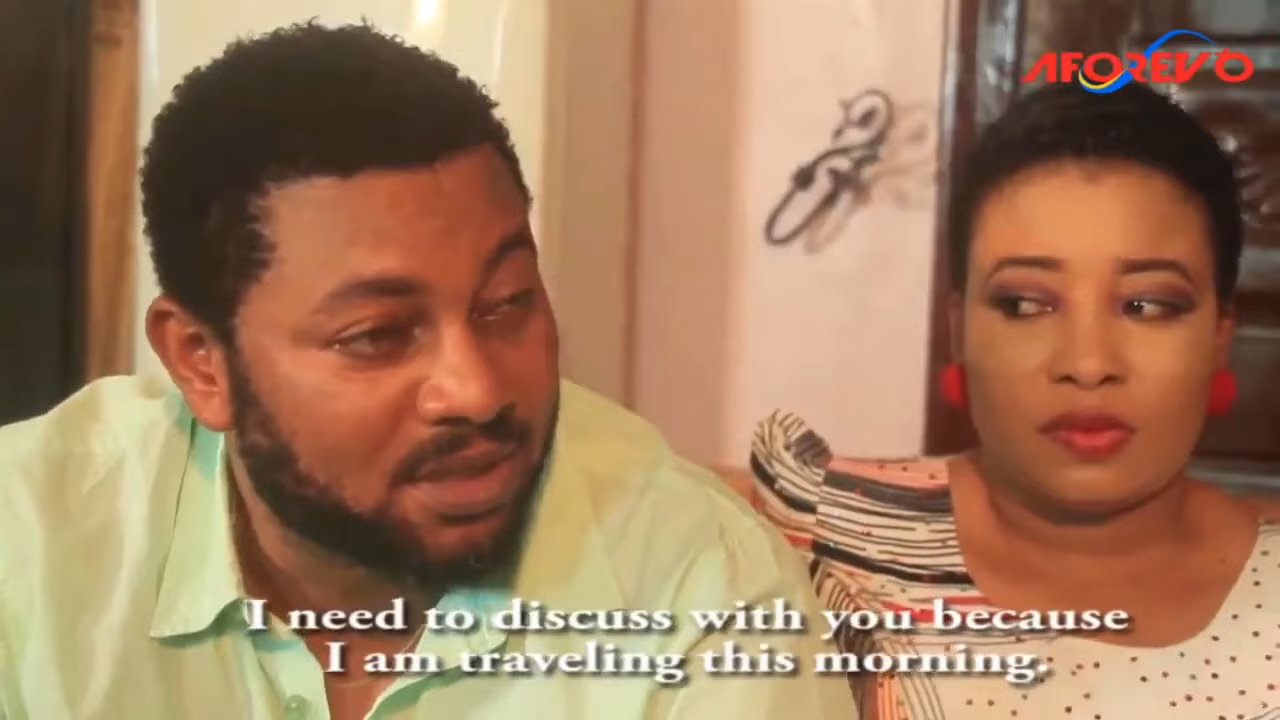 AFOREVO
I need to discuss with you because
I am traveling this morning.